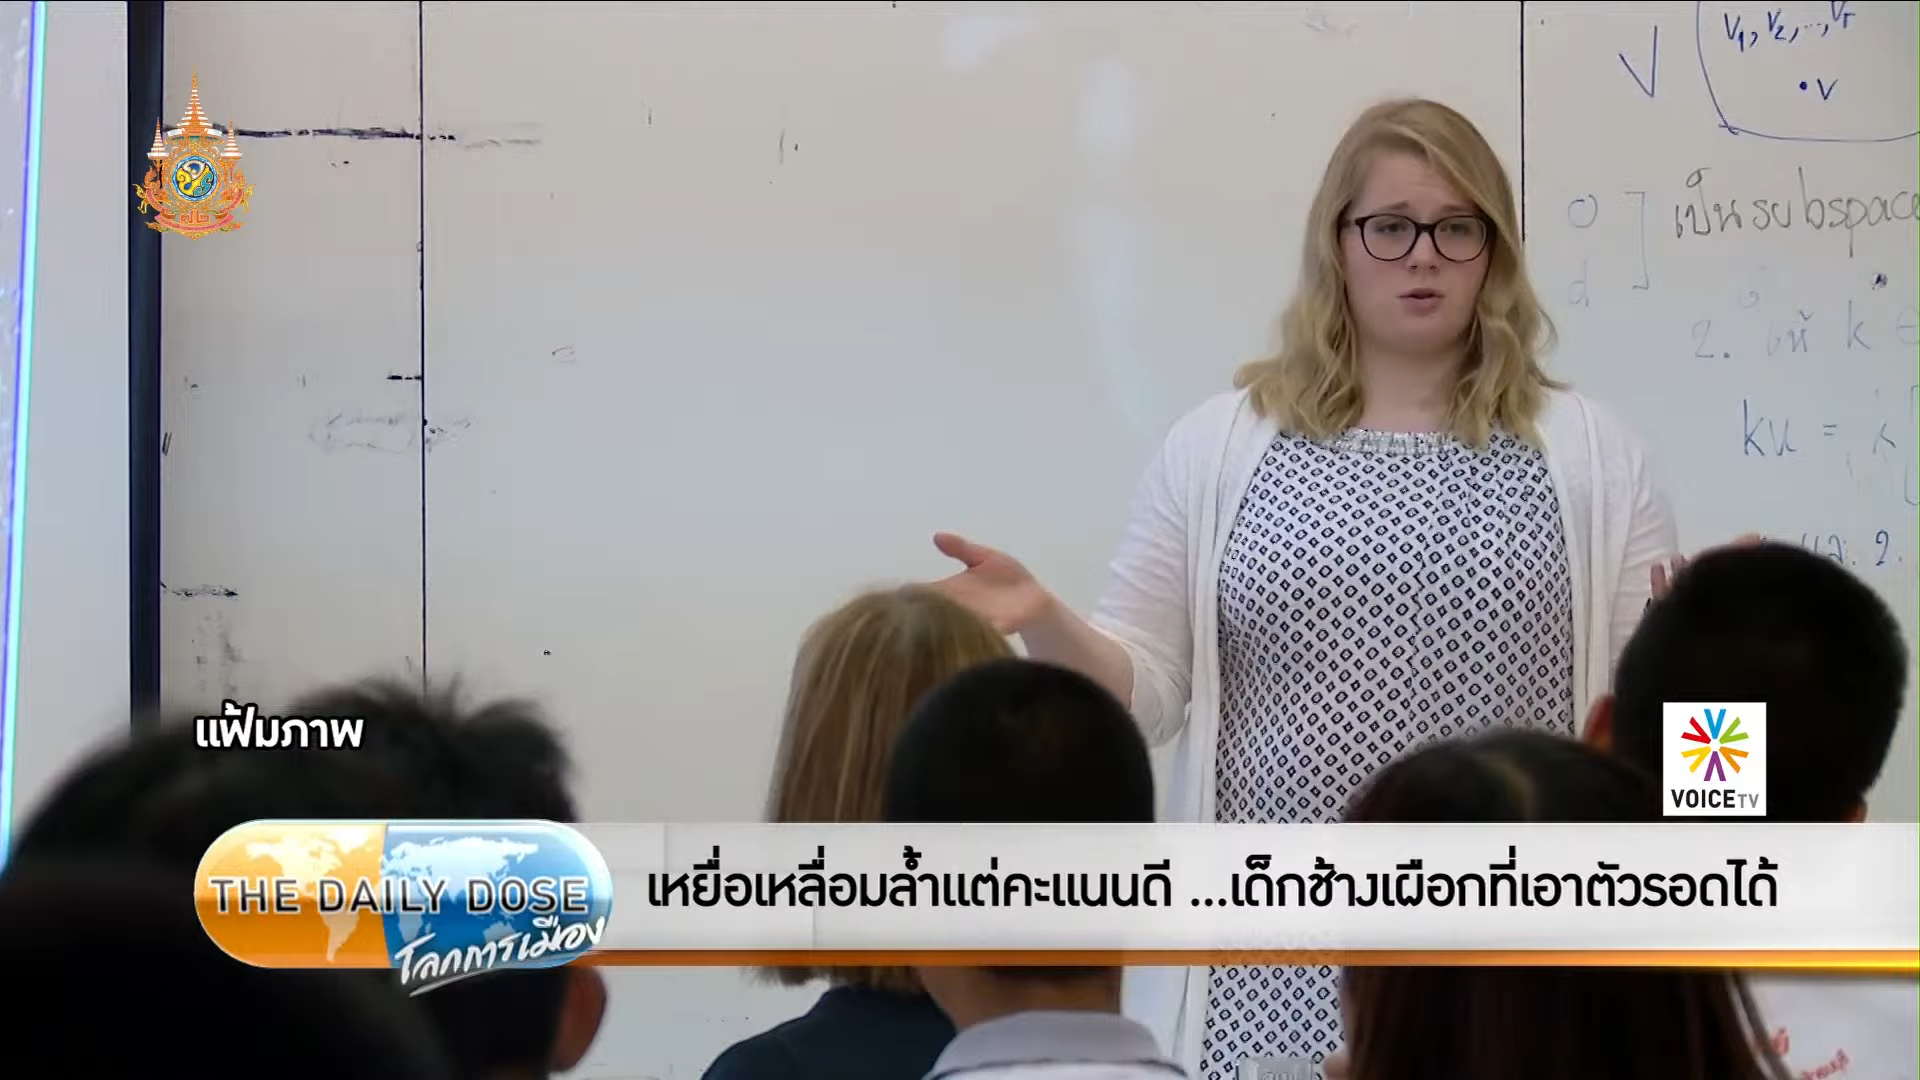 V₁, V₂, ..., Vᵣ
V
• V
เป็น subspace
2. ให้ k ∈
ku =
2.
แฟ้มภาพ
VOICE TV
THE DAILY DOSE
โลกการเมือง
เหยื่อเหลื่อมล้ำแต่คะแนนดี ...เด็กช้างเผือกที่เอาตัวรอดได้